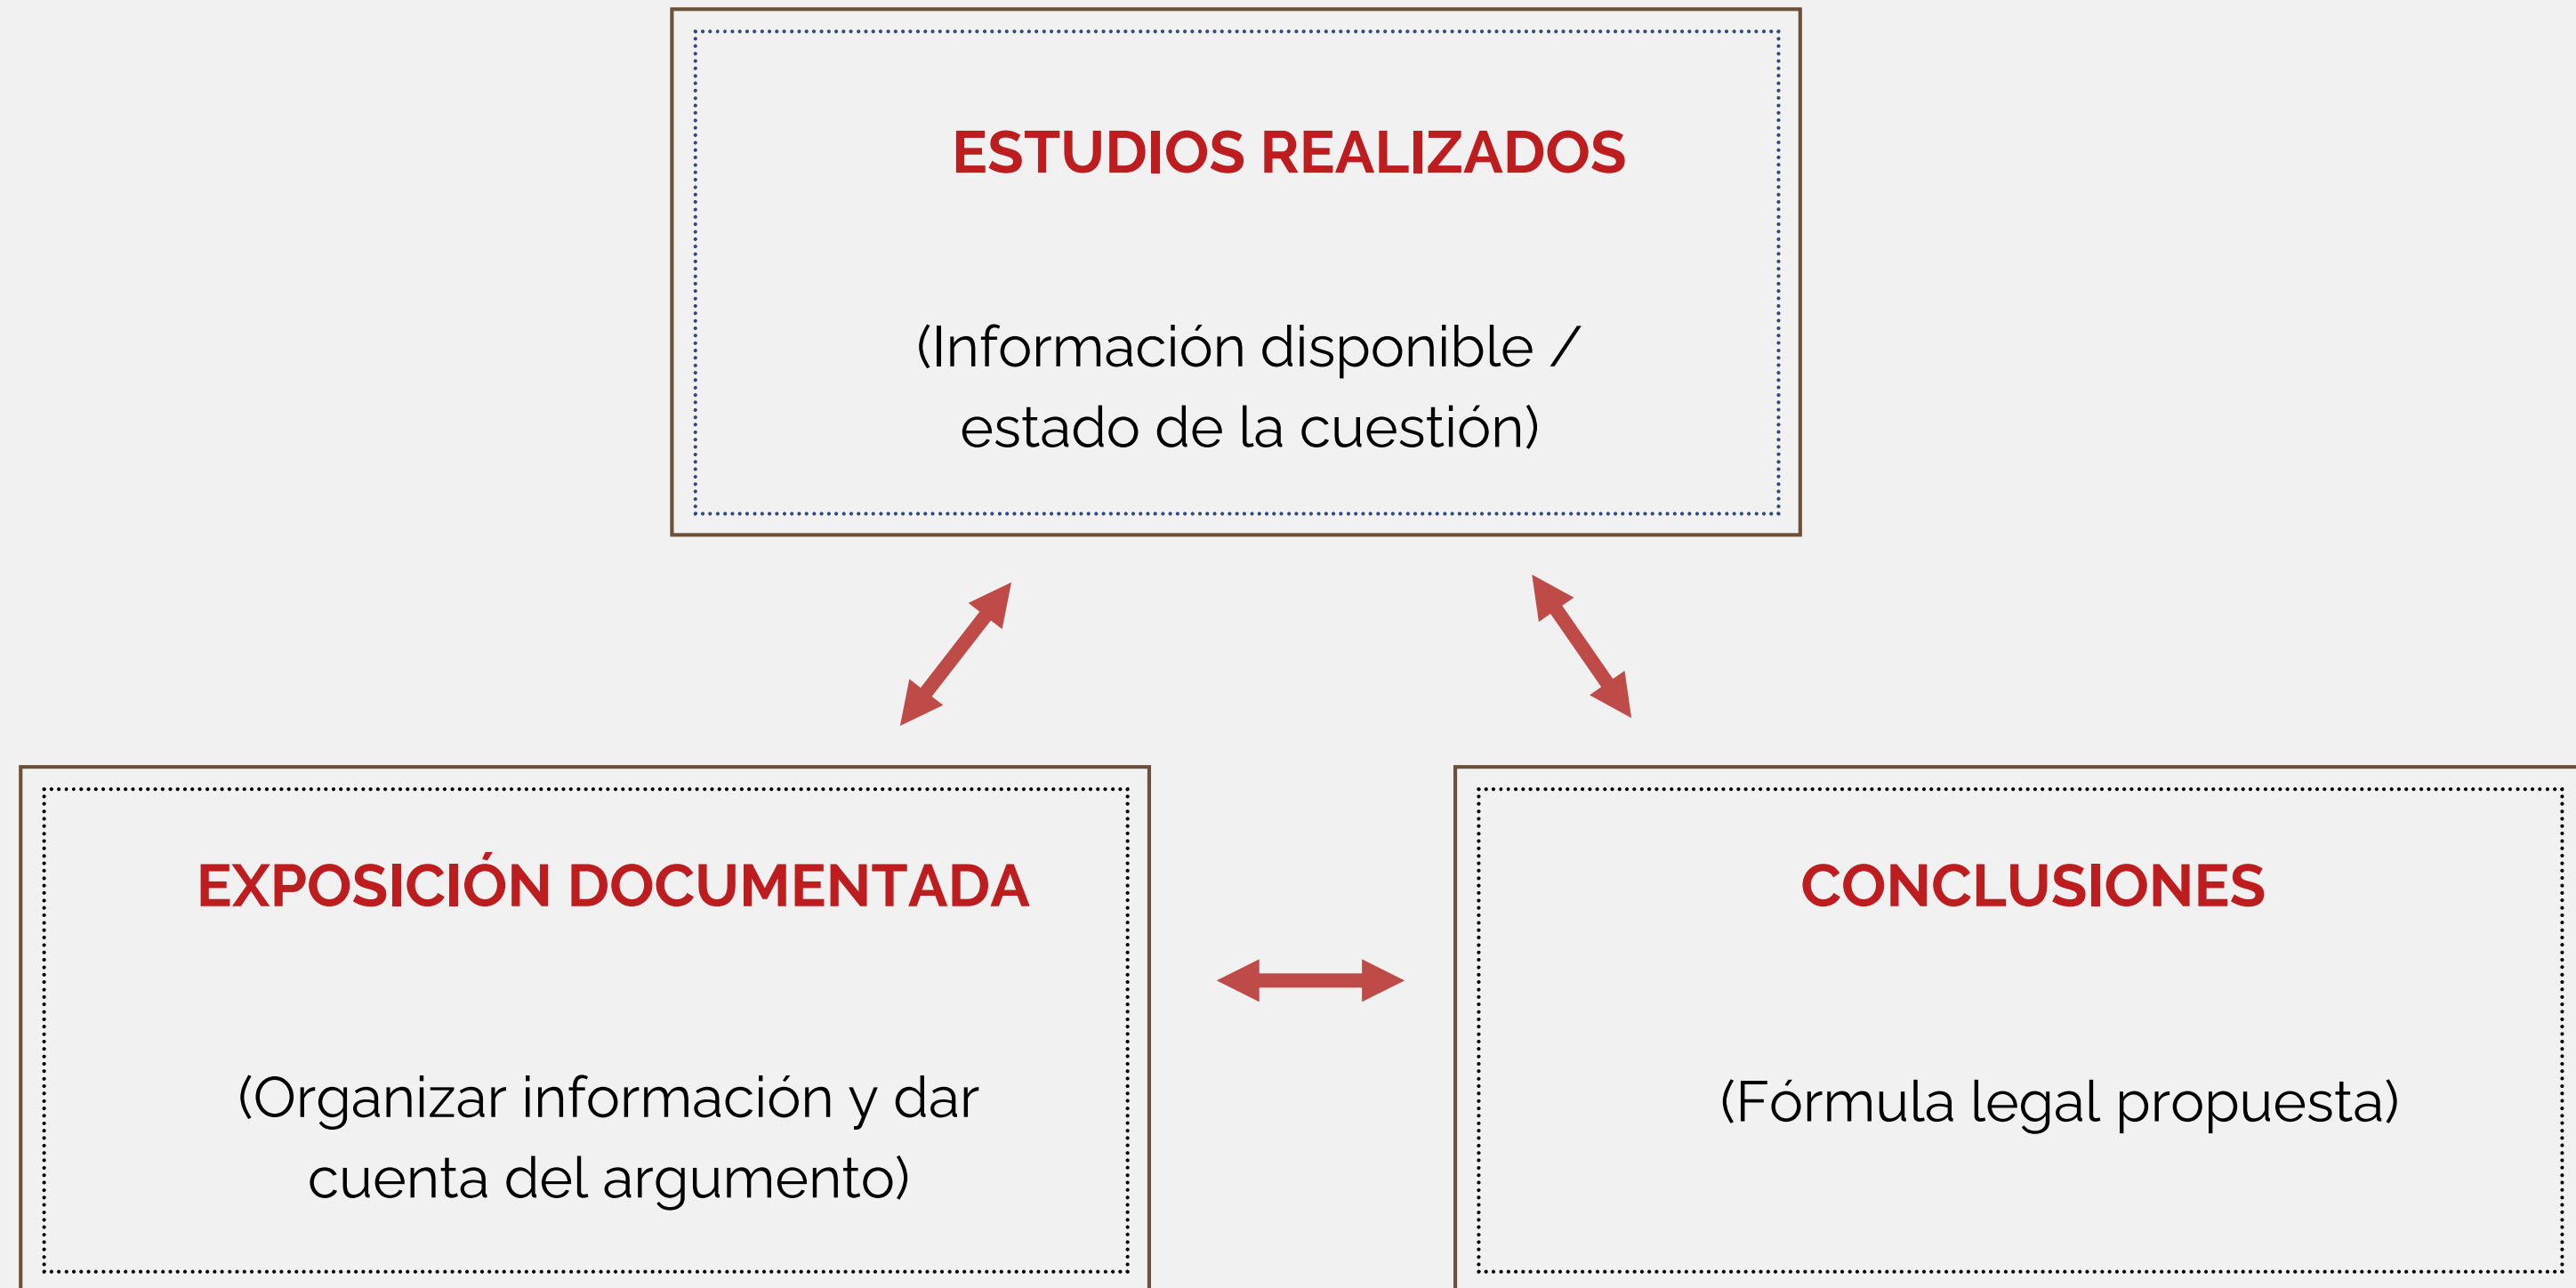 ESTUDIOS REALIZADOS
(Información disponible /
estado de la cuestión)
EXPOSICIÓN DOCUMENTADA
(Organizar información y dar
cuenta del argumento)
CONCLUSIONES
(Fórmula legal propuesta)